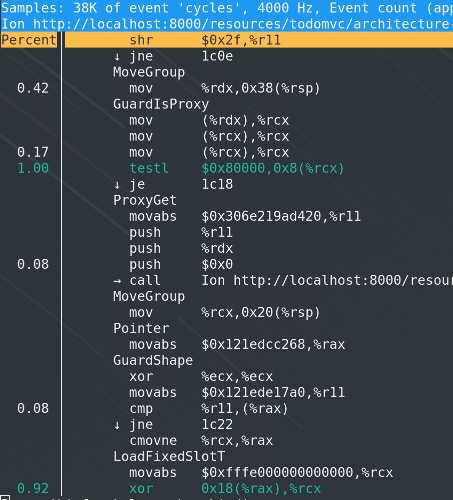 Samples: 38K of event 'cycles', 4000 Hz, Event count (app
Ion http://localhost:8000/resources/todomvc/architecture-
Percent shr $0x2f,%r11
↓ jne 1c0e
MoveGroup
0.42 mov %rdx,0x38(%rsp)
GuardIsProxy
mov (%rdx),%rcx
mov (%rcx),%rcx
0.17 mov (%rcx),%rcx
1.00 testl $0x80000,0x8(%rcx)
↓ je 1c18
ProxyGet
movabs $0x306e219ad420,%r11
push %r11
push %rdx
0.08 push $0x0
→ call Ion http://localhost:8000/resour
MoveGroup
mov %rcx,0x20(%rsp)
Pointer
movabs $0x121edcc268,%rax
GuardShape
xor %ecx,%ecx
movabs $0x121ede17a0,%r11
0.08 cmp %r11,(%rax)
↓ jne 1c22
cmovne %rcx,%rax
LoadFixedSlotT
movabs $0xfffe000000000000,%rcx
0.92 xor 0x18(%rax),%rcx